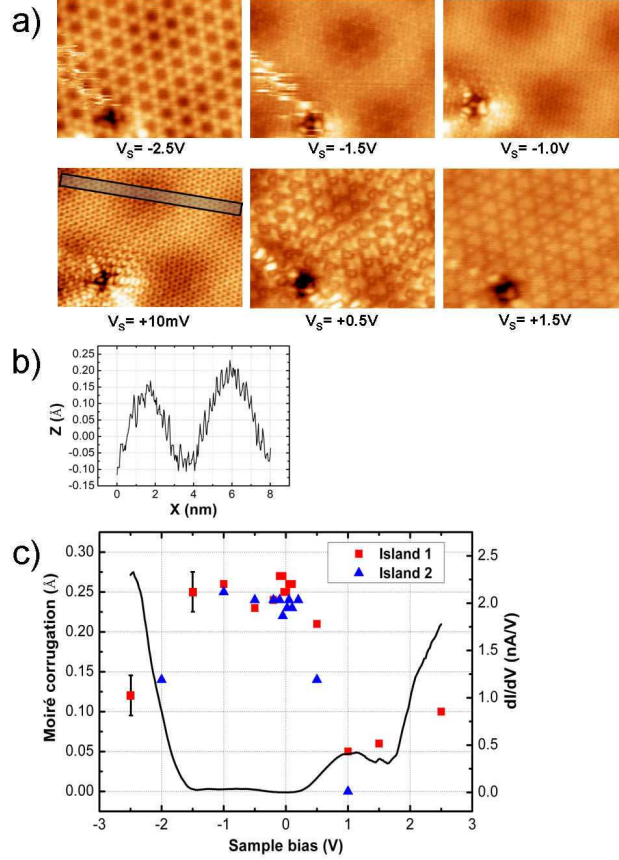 a)
V_S= -2.5V
V_S= -1.5V
V_S= -1.0V
V_S= +10mV
V_S= +0.5V
V_S= +1.5V
b)
0.25
0.20
0.15
0.10
0.05
0.00
-0.05
-0.10
-0.15
Z (Å)
0 2 4 6 8
X (nm)
c)
Island 1
Island 2
0.30
0.25
0.20
0.15
0.10
0.05
0.00
Moiré corrugation (Å)
2.5
2.0
1.5
1.0
0.5
0.0
dI/dV (nA/V)
-3 -2 -1 0 1 2 3
Sample bias (V)